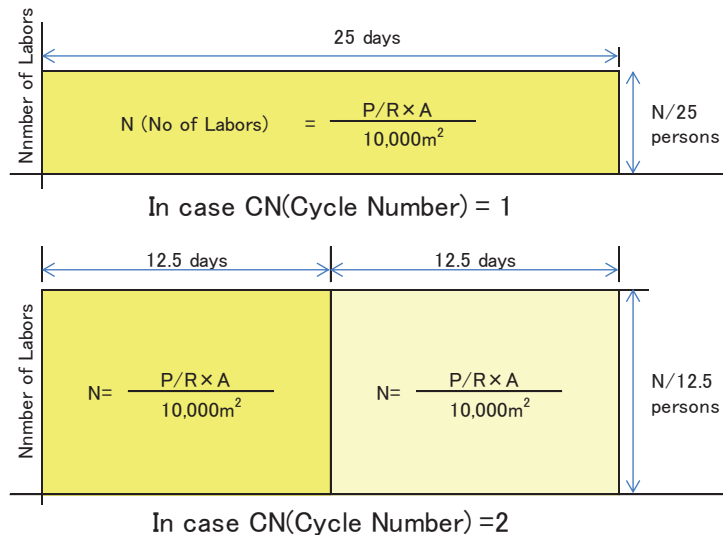 25 days
Nnmber of Labors
N (No of Labors) = P/R×A
10,000m²
N/25
persons
In case CN(Cycle Number) = 1
12.5 days 12.5 days
Nnmber of Labors
N= P/R×A N= P/R×A
10,000m² 10,000m²
N/12.5
persons
In case CN(Cycle Number) =2